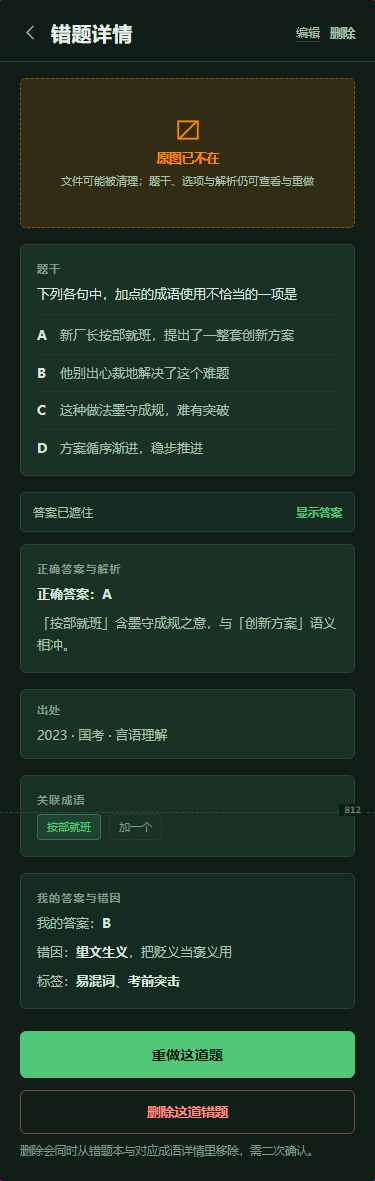 错题详情
编辑 删除
原图已不在
文件可能被清理；题干、选项与解析仍可查看与重做
题干
下列各句中，加点的成语使用不恰当的一项是
A 新厂长按部就班，提出了一整套创新方案
B 他别出心裁地解决了这个难题
C 这种做法墨守成规，难有突破
D 方案循序渐进，稳步推进
答案已遮住 显示答案
正确答案与解析
正确答案：A
「按部就班」含墨守成规之意，与「创新方案」语义
相冲。
出处
2023 · 国考 · 言语理解
关联成语
812
按部就班 加一个
我的答案与错因
我的答案：B
错因：望文生义，把贬义当褒义用
标签：易混词、考前突击
重做这道题
删除这道错题
删除会同时从错题本与对应成语详情里移除，需二次确认。